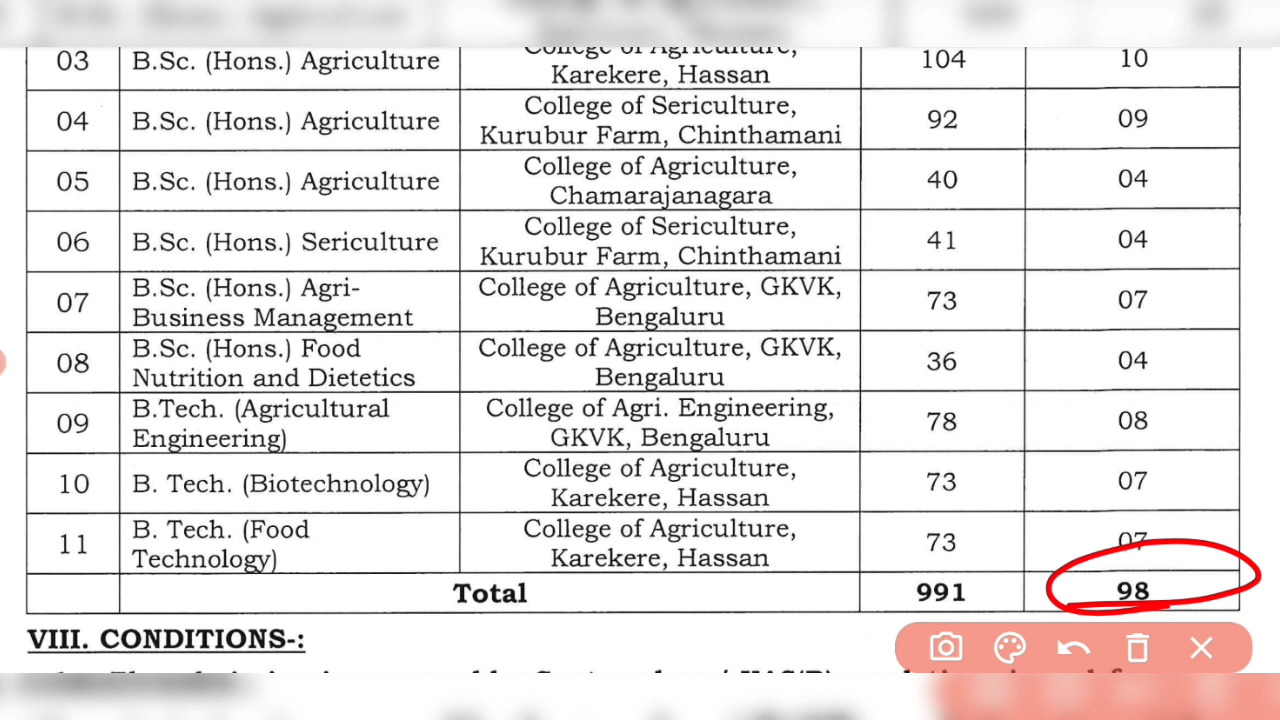 College of Agriculture,
03 B.Sc. (Hons.) Agriculture Karekere, Hassan 104 10
04 B.Sc. (Hons.) Agriculture College of Sericulture, Kurubur Farm, Chinthamani 92 09
05 B.Sc. (Hons.) Agriculture College of Agriculture, Chamarajanagara 40 04
06 B.Sc. (Hons.) Sericulture College of Sericulture, Kurubur Farm, Chinthamani 41 04
07 B.Sc. (Hons.) Agri-Business Management College of Agriculture, GKVK, Bengaluru 73 07
08 B.Sc. (Hons.) Food Nutrition and Dietetics College of Agriculture, GKVK, Bengaluru 36 04
09 B.Tech. (Agricultural Engineering) College of Agri. Engineering, GKVK, Bengaluru 78 08
10 B. Tech. (Biotechnology) College of Agriculture, Karekere, Hassan 73 07
11 B. Tech. (Food Technology) College of Agriculture, Karekere, Hassan 73 07
Total 991 98
VIII. CONDITIONS-: